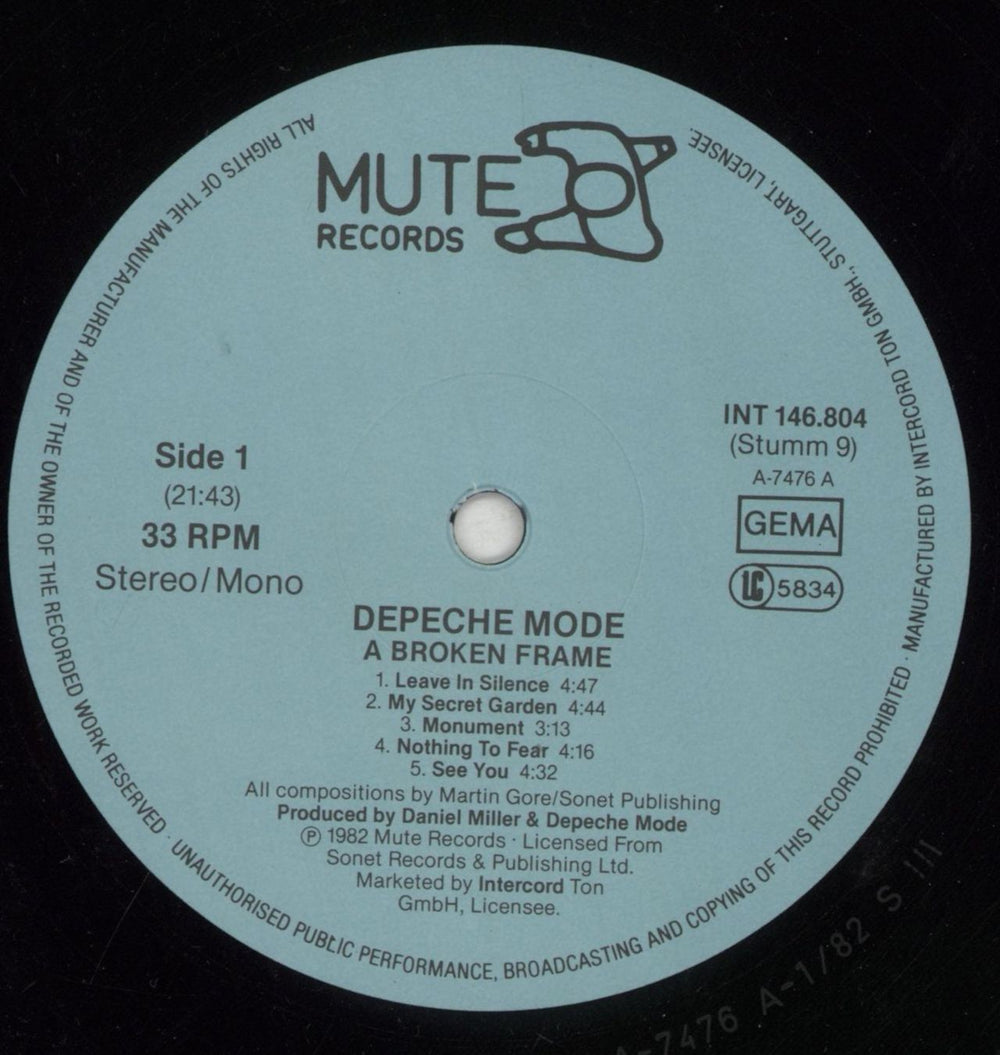 MUTE
RECORDS
Side 1
(21:43)
33 RPM
Stereo/Mono
INT 146.804
(Stumm 9)
A-7476 A
GEMA
LC 5834
DEPECHE MODE
A BROKEN FRAME
1. Leave In Silence 4:47
2. My Secret Garden 4:44
3. Monument 3:13
4. Nothing To Fear 4:16
5. See You 4:32
All compositions by Martin Gore/Sonet Publishing
Produced by Daniel Miller & Depeche Mode
Ⓟ 1982 Mute Records · Licensed From
Sonet Records & Publishing Ltd.
Marketed by Intercord Ton
GmbH, Licensee.
ALL RIGHTS OF THE MANUFACTURER AND OF THE OWNER OF THE RECORDED WORK RESERVED · UNAUTHORISED PUBLIC PERFORMANCE, BROADCASTING AND COPYING OF THIS RECORD PROHIBITED · MANUFACTURED BY INTERCORD TON GMBH., STUTTGART, LICENSEE.
A-7476 A-1/82 S